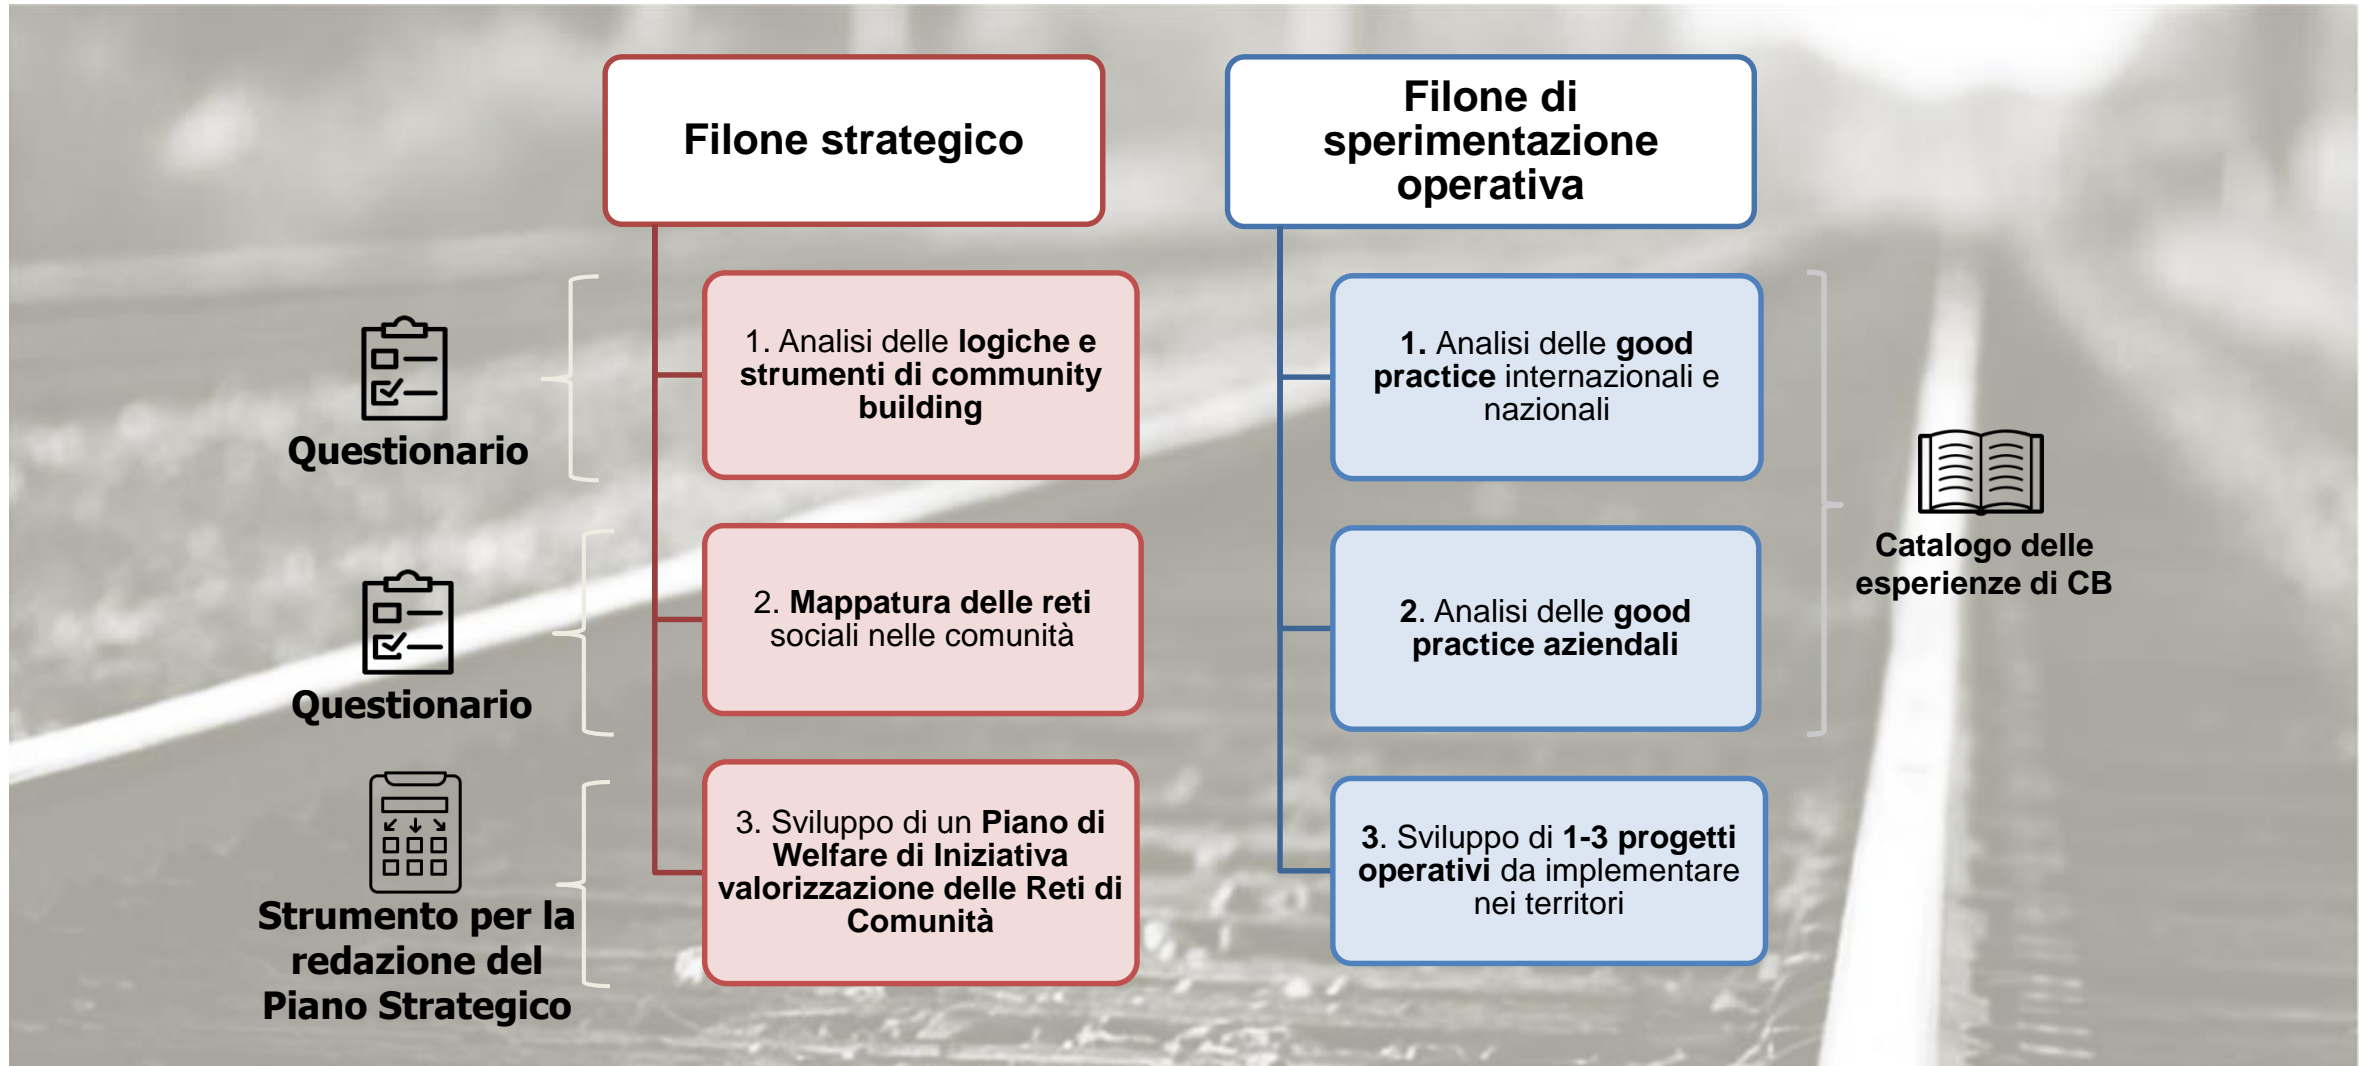 Filone strategico
Filone di
sperimentazione
operativa
Questionario
1. Analisi delle logiche e
strumenti di community
building
1. Analisi delle good
practice internazionali e
nazionali
Questionario
2. Mappatura delle reti
sociali nelle comunità
2. Analisi delle good
practice aziendali
Catalogo delle
esperienze di CB
Strumento per la
redazione del
Piano Strategico
3. Sviluppo di un Piano di
Welfare di Iniziativa
valorizzazione delle Reti di
Comunità
3. Sviluppo di 1-3 progetti
operativi da implementare
nei territori